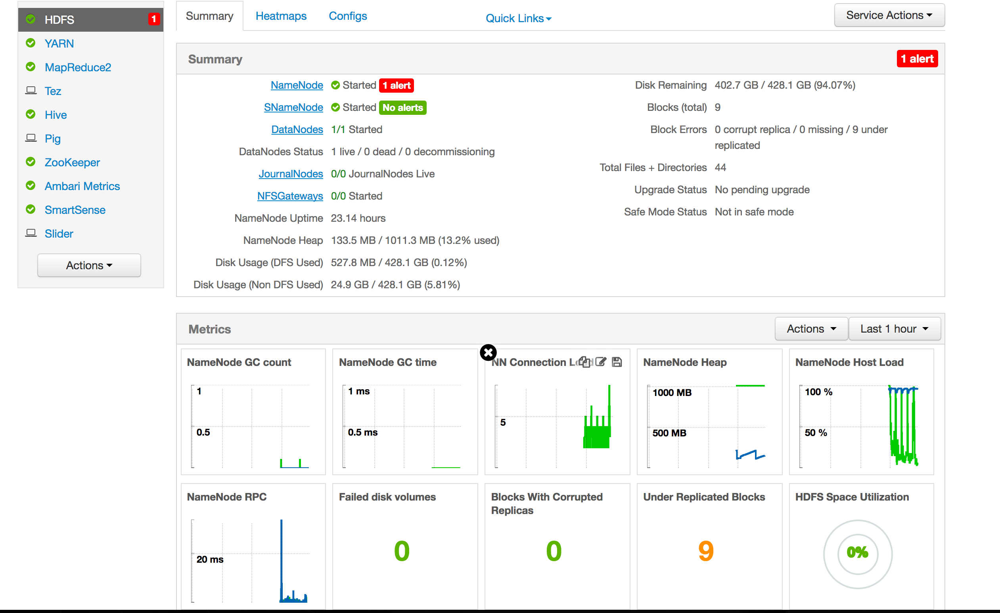 HDFS 1
YARN
MapReduce2
Tez
Hive
Pig
ZooKeeper
Ambari Metrics
SmartSense
Slider
Actions
Summary Heatmaps Configs Quick Links Service Actions
Summary 1 alert
NameNode Started 1 alert
SNameNode Started No alerts
DataNodes 1/1 Started
DataNodes Status 1 live / 0 dead / 0 decommissioning
JournalNodes 0/0 JournalNodes Live
NFSGateways 0/0 Started
NameNode Uptime 23.14 hours
NameNode Heap 133.5 MB / 1011.3 MB (13.2% used)
Disk Usage (DFS Used) 527.8 MB / 428.1 GB (0.12%)
Disk Usage (Non DFS Used) 24.9 GB / 428.1 GB (5.81%)
Disk Remaining 402.7 GB / 428.1 GB (94.07%)
Blocks (total) 9
Block Errors 0 corrupt replica / 0 missing / 9 under
replicated
Total Files + Directories 44
Upgrade Status No pending upgrade
Safe Mode Status Not in safe mode
Metrics Actions Last 1 hour
NameNode GC count
1
0.5
NameNode GC time
1 ms
0.5 ms
NN Connection Load
5
NameNode Heap
1000 MB
500 MB
NameNode Host Load
100 %
50 %
NameNode RPC
20 ms
Failed disk volumes
0
Blocks With Corrupted
Replicas
0
Under Replicated Blocks
9
HDFS Space Utilization
0%